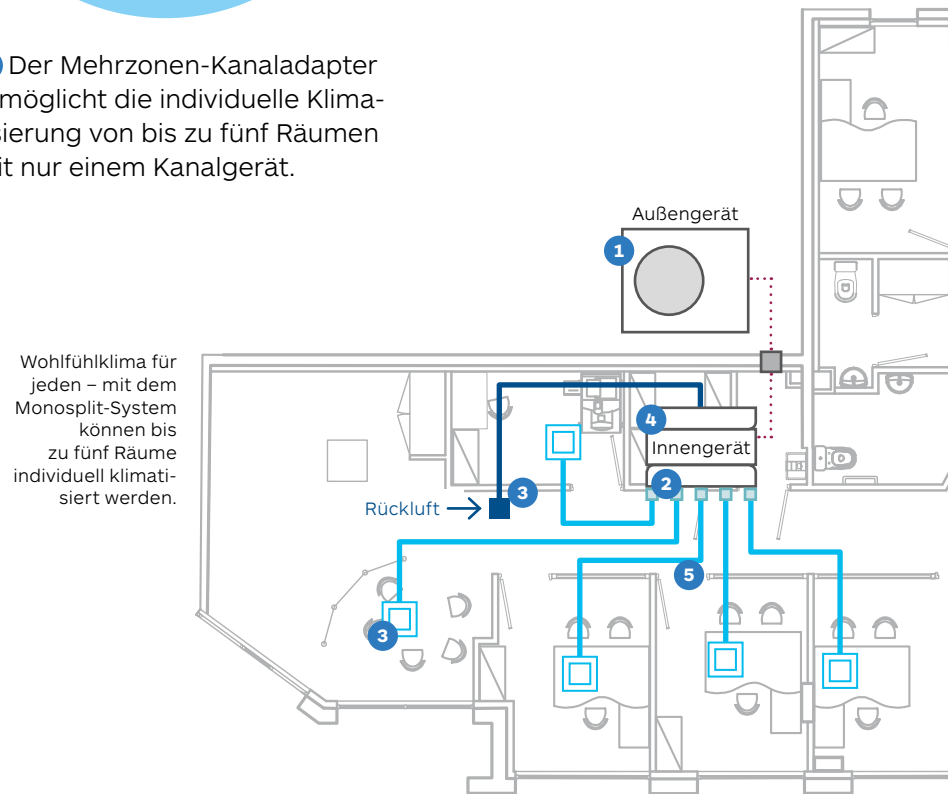 Der Mehrzonen-Kanaladapter
möglicht die individuelle Klima-
sierung von bis zu fünf Räumen
it nur einem Kanalgerät.
Außengerät
1
Wohlfühlklima für
jeden – mit dem
Monosplit-System
können bis
zu fünf Räume
individuell klimati-
siert werden.
4
Innengerät
2
3
Rückluft
5
3